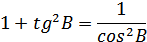 1 + tg²B = 1/cos²B